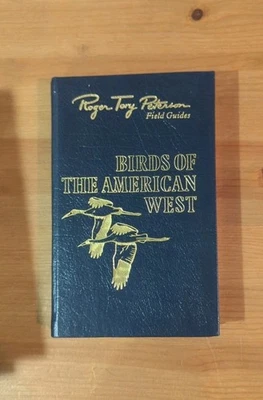 Roger Tory Peterson
Field Guides
BIRDS OF
THE AMERICAN
WEST